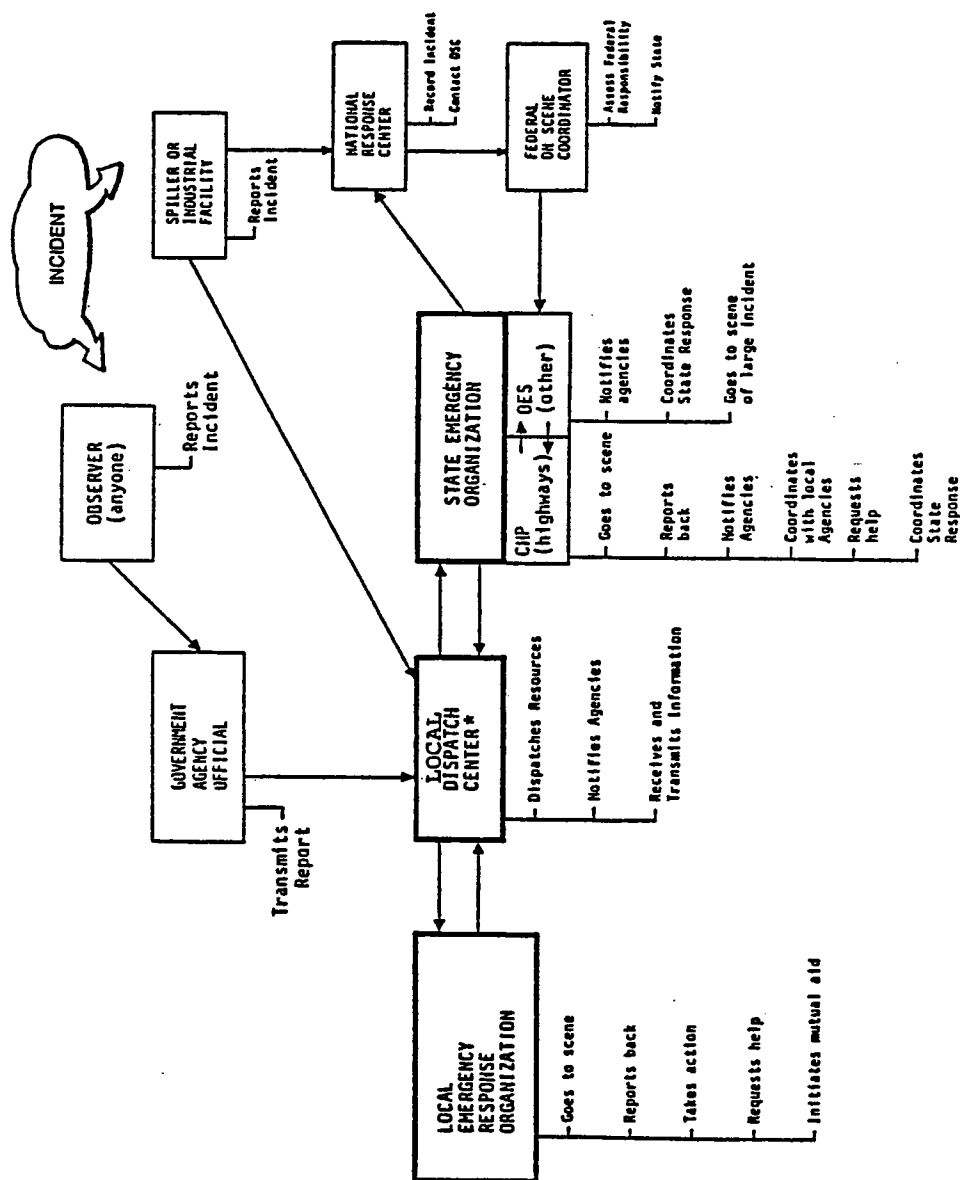 INCIDENT
OBSERVER
(anyone)
Reports
Incident
SPILLER OR
INDUSTRIAL
FACILITY
Reports
Incident
GOVERNMENT
AGENCY
OFFICIAL
Transmits
Report
NATIONAL
RESPONSE
CENTER
Record Incident
Contact OSC
LOCAL
EMERGENCY
RESPONSE
ORGANIZATION
Goes to scene
Reports back
Takes action
Requests help
Initiates mutual aid
LOCAL
DISPATCH
CENTER*
Dispatches Resources
Notifies Agencies
Receives and
Transmits Information
STATE EMERGENCY
ORGANIZATION
CHP
(highways)
OES
(other)
Goes to scene
Reports
back
Notifies
Agencies
Coordinates
with local
Agencies
Requests
help
Coordinates
State
Response
Notifies
agencies
Coordinates
State Response
Goes to scene
of large incident
FEDERAL
ON SCENE
COORDINATOR
Assess Federal
Responsibility
Notify State